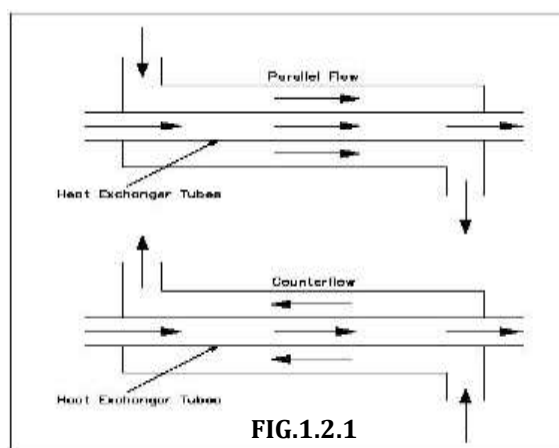 Parallel Flow
Heat Exchanger Tubes
Counterflow
Heat Exchanger Tubes
FIG.1.2.1